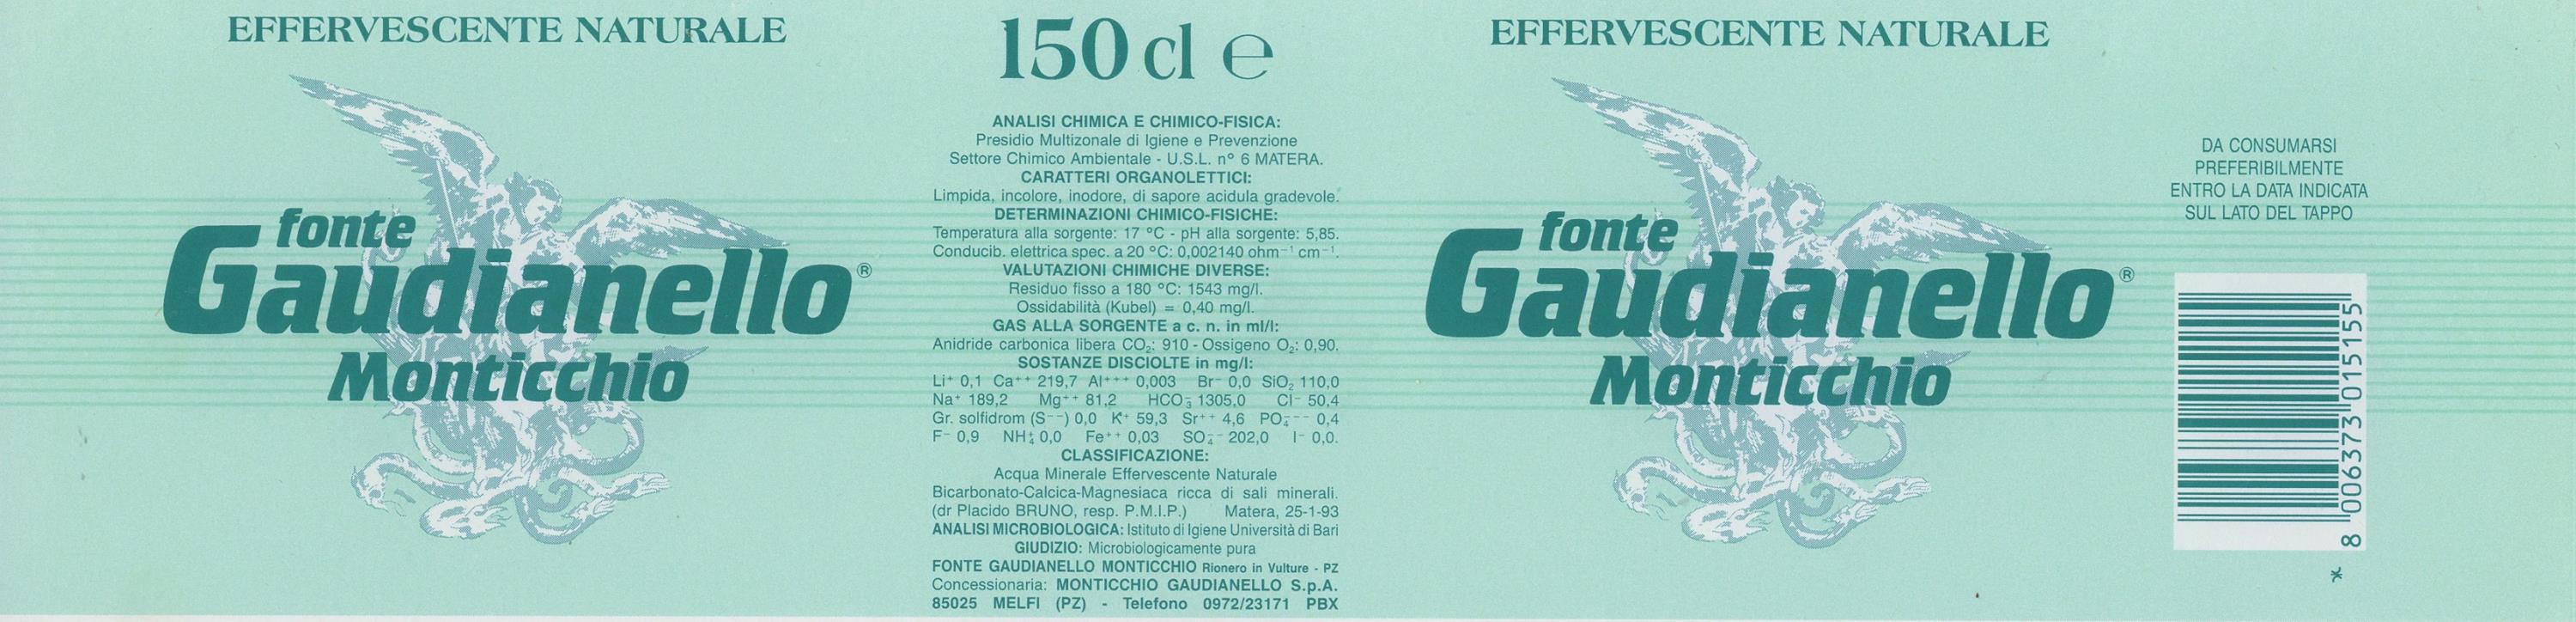 EFFERVESCENTE NATURALE
fonte
Gaudianello®
Monticchio
150 cl ℮
ANALISI CHIMICA E CHIMICO-FISICA:
Presidio Multizonale di Igiene e Prevenzione
Settore Chimico Ambientale - U.S.L. n° 6 MATERA.
CARATTERI ORGANOLETTICI:
Limpida, incolore, inodore, di sapore acidula gradevole.
DETERMINAZIONI CHIMICO-FISICHE:
Temperatura alla sorgente: 17 °C - pH alla sorgente: 5,85.
Conducib. elettrica spec. a 20 °C: 0,002140 ohm⁻¹ cm⁻¹.
VALUTAZIONI CHIMICHE DIVERSE:
Residuo fisso a 180 °C: 1543 mg/l.
Ossidabilità (Kubel) = 0,40 mg/l.
GAS ALLA SORGENTE a c. n. in ml/l:
Anidride carbonica libera CO₂: 910 - Ossigeno O₂: 0,90.
SOSTANZE DISCIOLTE in mg/l:
Li⁺ 0,1 Ca⁺⁺ 219,7 Al⁺⁺⁺ 0,003 Br⁻ 0,0 SiO₂ 110,0
Na⁺ 189,2 Mg⁺⁺ 81,2 HCO₃⁻ 1305,0 Cl⁻ 50,4
Gr. solfidrom (S⁻⁻) 0,0 K⁺ 59,3 Sr⁺⁺ 4,6 PO₄⁻⁻⁻ 0,4
F⁻ 0,9 NH₄⁺ 0,0 Fe⁺⁺ 0,03 SO₄⁻⁻ 202,0 I⁻ 0,0.
CLASSIFICAZIONE:
Acqua Minerale Effervescente Naturale
Bicarbonato-Calcica-Magnesiaca ricca di sali minerali.
(dr Placido BRUNO, resp. P.M.I.P.) Matera, 25-1-93
ANALISI MICROBIOLOGICA: Istituto di Igiene Università di Bari
GIUDIZIO: Microbiologicamente pura
FONTE GAUDIANELLO MONTICCHIO Rionero in Vulture - PZ
Concessionaria: MONTICCHIO GAUDIANELLO S.p.A.
85025 MELFI (PZ) - Telefono 0972/23171 PBX
EFFERVESCENTE NATURALE
fonte
Gaudianello®
Monticchio
DA CONSUMARSI
PREFERIBILMENTE
ENTRO LA DATA INDICATA
SUL LATO DEL TAPPO
8 006373 015155